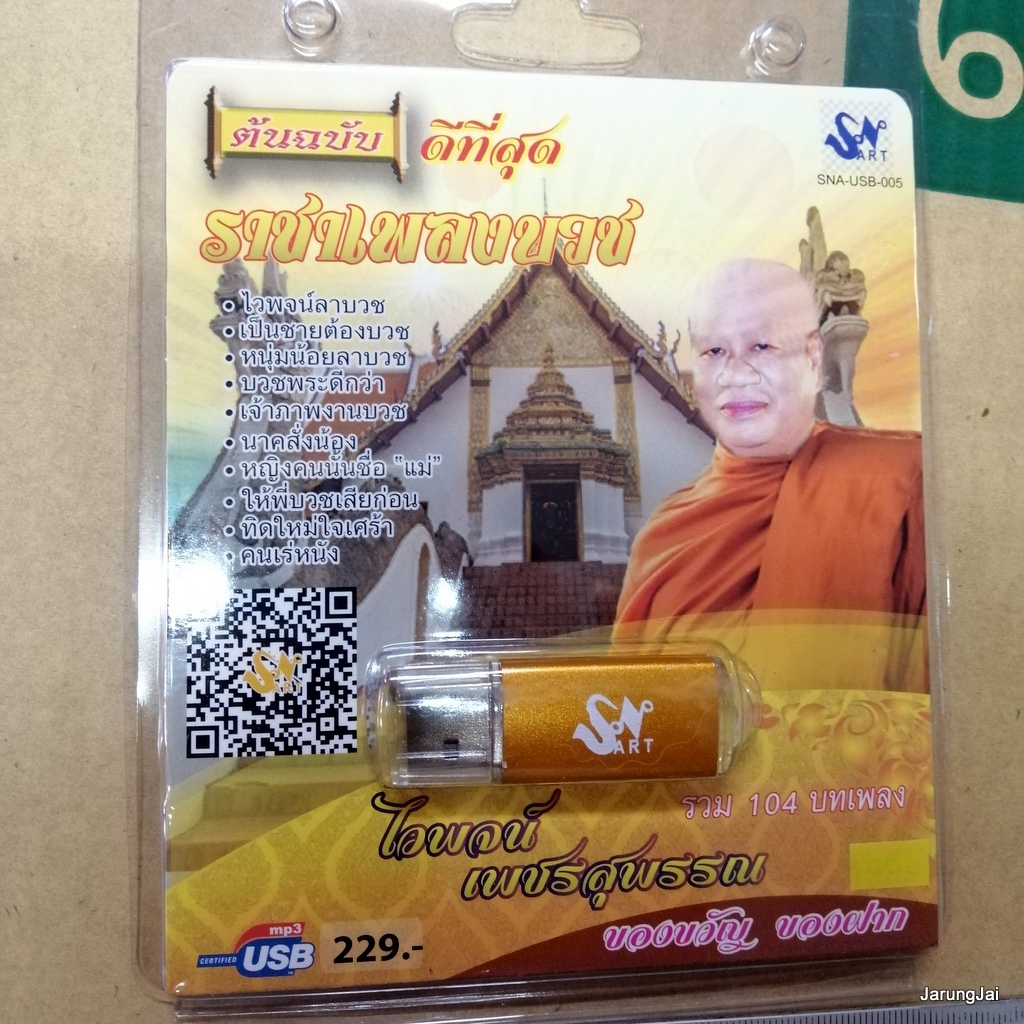 6
ต้นฉบับ ดีที่สุด
S.N. ART
SNA-USB-005
ราชาเพลงบวช
• ไวพจน์ลาบวช
• เป็นชายต้องบวช
• หนุ่มน้อยลาบวช
• บวชพระดีกว่า
• เจ้าภาพงานบวช
• นาคสั่งน้อง
• หญิงคนนั้นชื่อ “แม่”
• ให้พี่บวชเสียก่อน
• ทิดใหม่ใจเศร้า
• คนเร่หนัง
S.N. ART
S.N. ART
รวม 104 บทเพลง
ไวพจน์
เพชรสุพรรณ
ของขวัญ ของฝาก
mp3
CERTIFIED USB
229.-
JarungJai